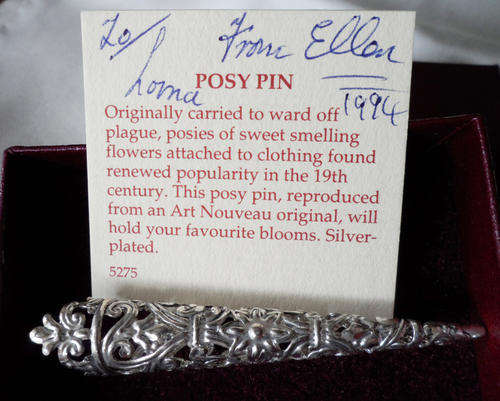 To/ From Ellen
Lorna
1994
POSY PIN
Originally carried to ward off
plague, posies of sweet smelling
flowers attached to clothing found
renewed popularity in the 19th
century. This posy pin, reproduced
from an Art Nouveau original, will
hold your favourite blooms. Silver-
plated.
5275